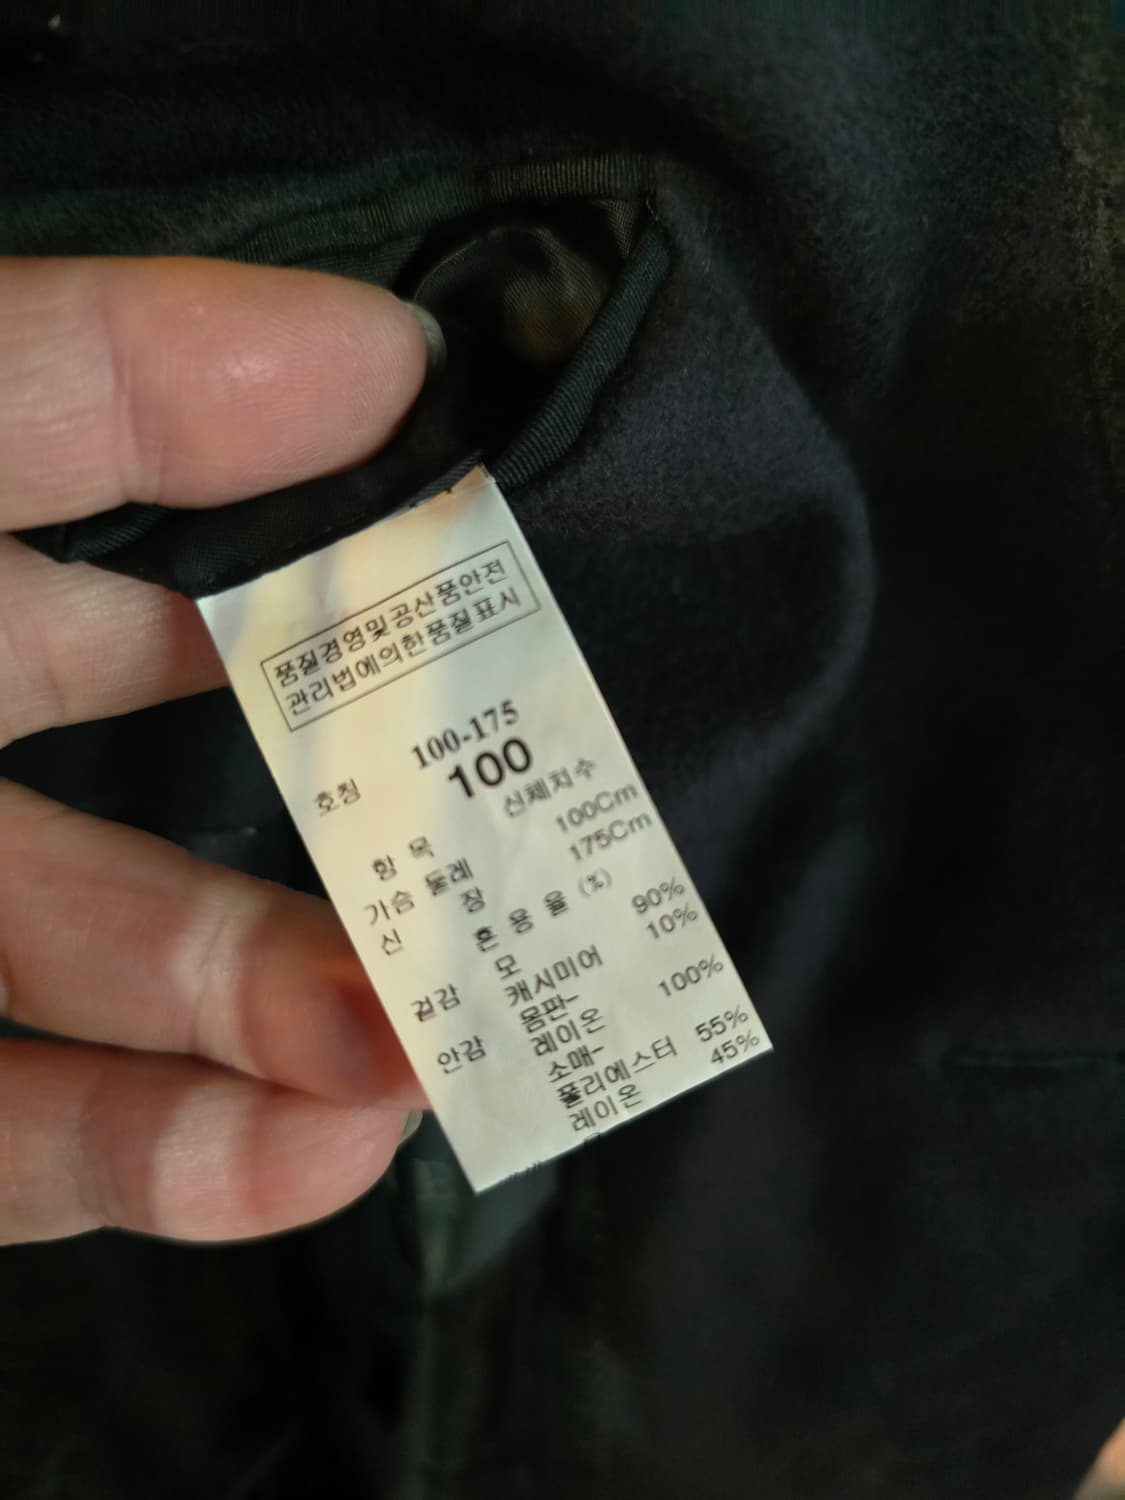 품질경영및공산품안전
관리법에의한품질표시
100-175
호칭 100
항 목 신체치수
가슴 둘레 100Cm
신 장 175Cm
혼 용 율 (%)
겉감 모 90%
캐시미어 10%
안감 몸판-
레이온 100%
소매-
폴리에스터 55%
레이온 45%